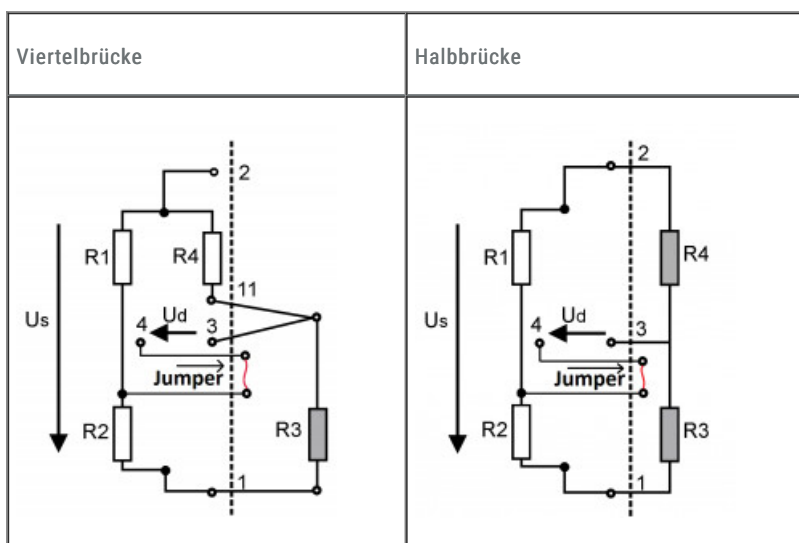 Viertelbrücke
Halbbrücke
2
R1
R4
11
Us
4
Ud
3
Jumper
R2
R3
1
2
R1
R4
Us
4
Ud
3
Jumper
R2
R3
1